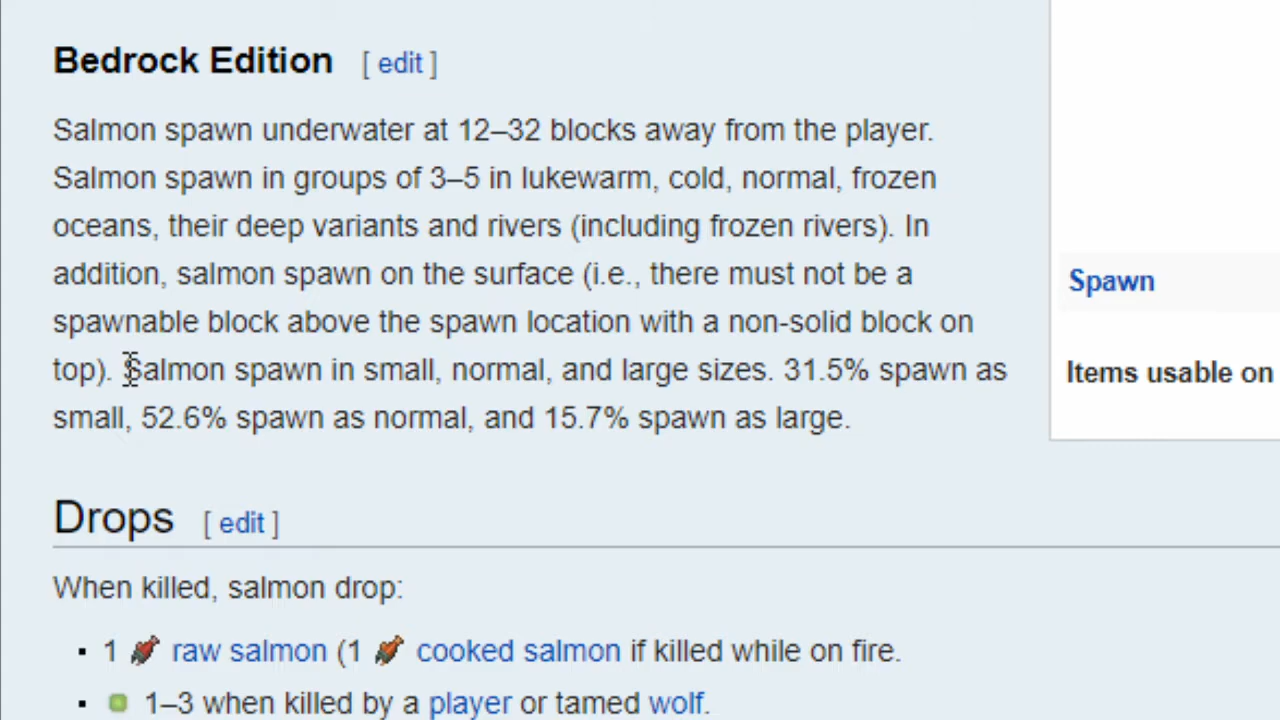 Bedrock Edition [ edit ]
Salmon spawn underwater at 12–32 blocks away from the player.
Salmon spawn in groups of 3–5 in lukewarm, cold, normal, frozen
oceans, their deep variants and rivers (including frozen rivers). In
addition, salmon spawn on the surface (i.e., there must not be a
spawnable block above the spawn location with a non-solid block on
top). Salmon spawn in small, normal, and large sizes. 31.5% spawn as
small, 52.6% spawn as normal, and 15.7% spawn as large.
Spawn
Items usable on
Drops [ edit ]
When killed, salmon drop:
▪ 1 raw salmon (1 cooked salmon if killed while on fire.
▪ 1–3 when killed by a player or tamed wolf.